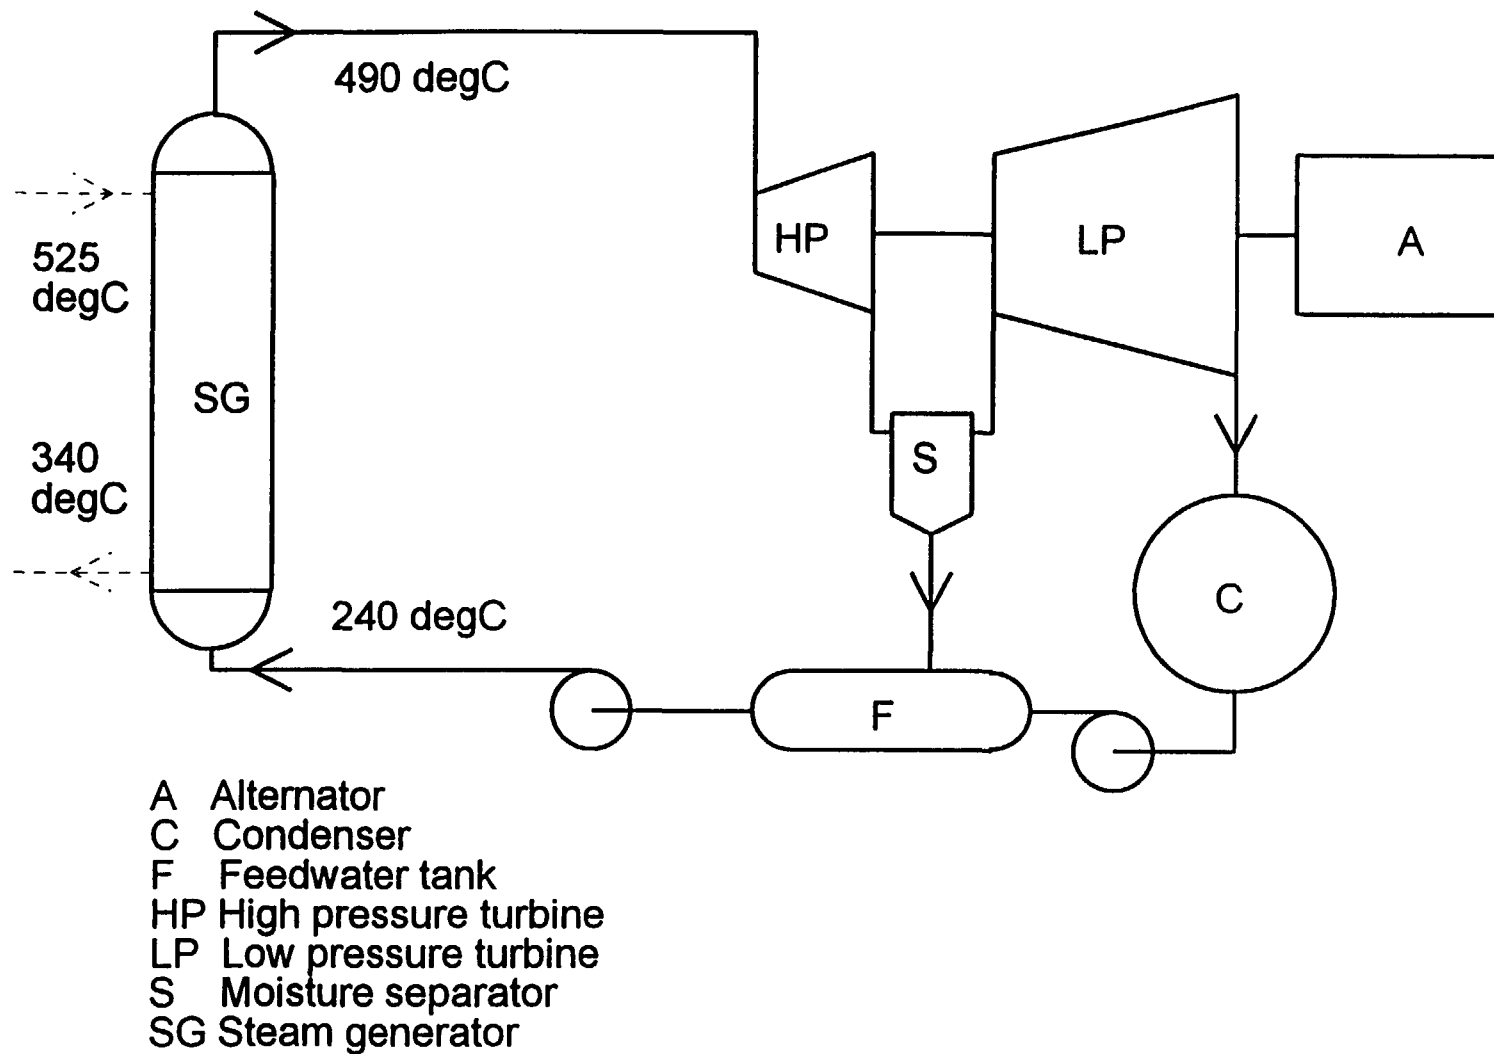 490 degC
HP
LP
A
525
degC
SG
340
degC
S
C
240 degC
F
A Alternator
C Condenser
F Feedwater tank
HP High pressure turbine
LP Low pressure turbine
S Moisture separator
SG Steam generator